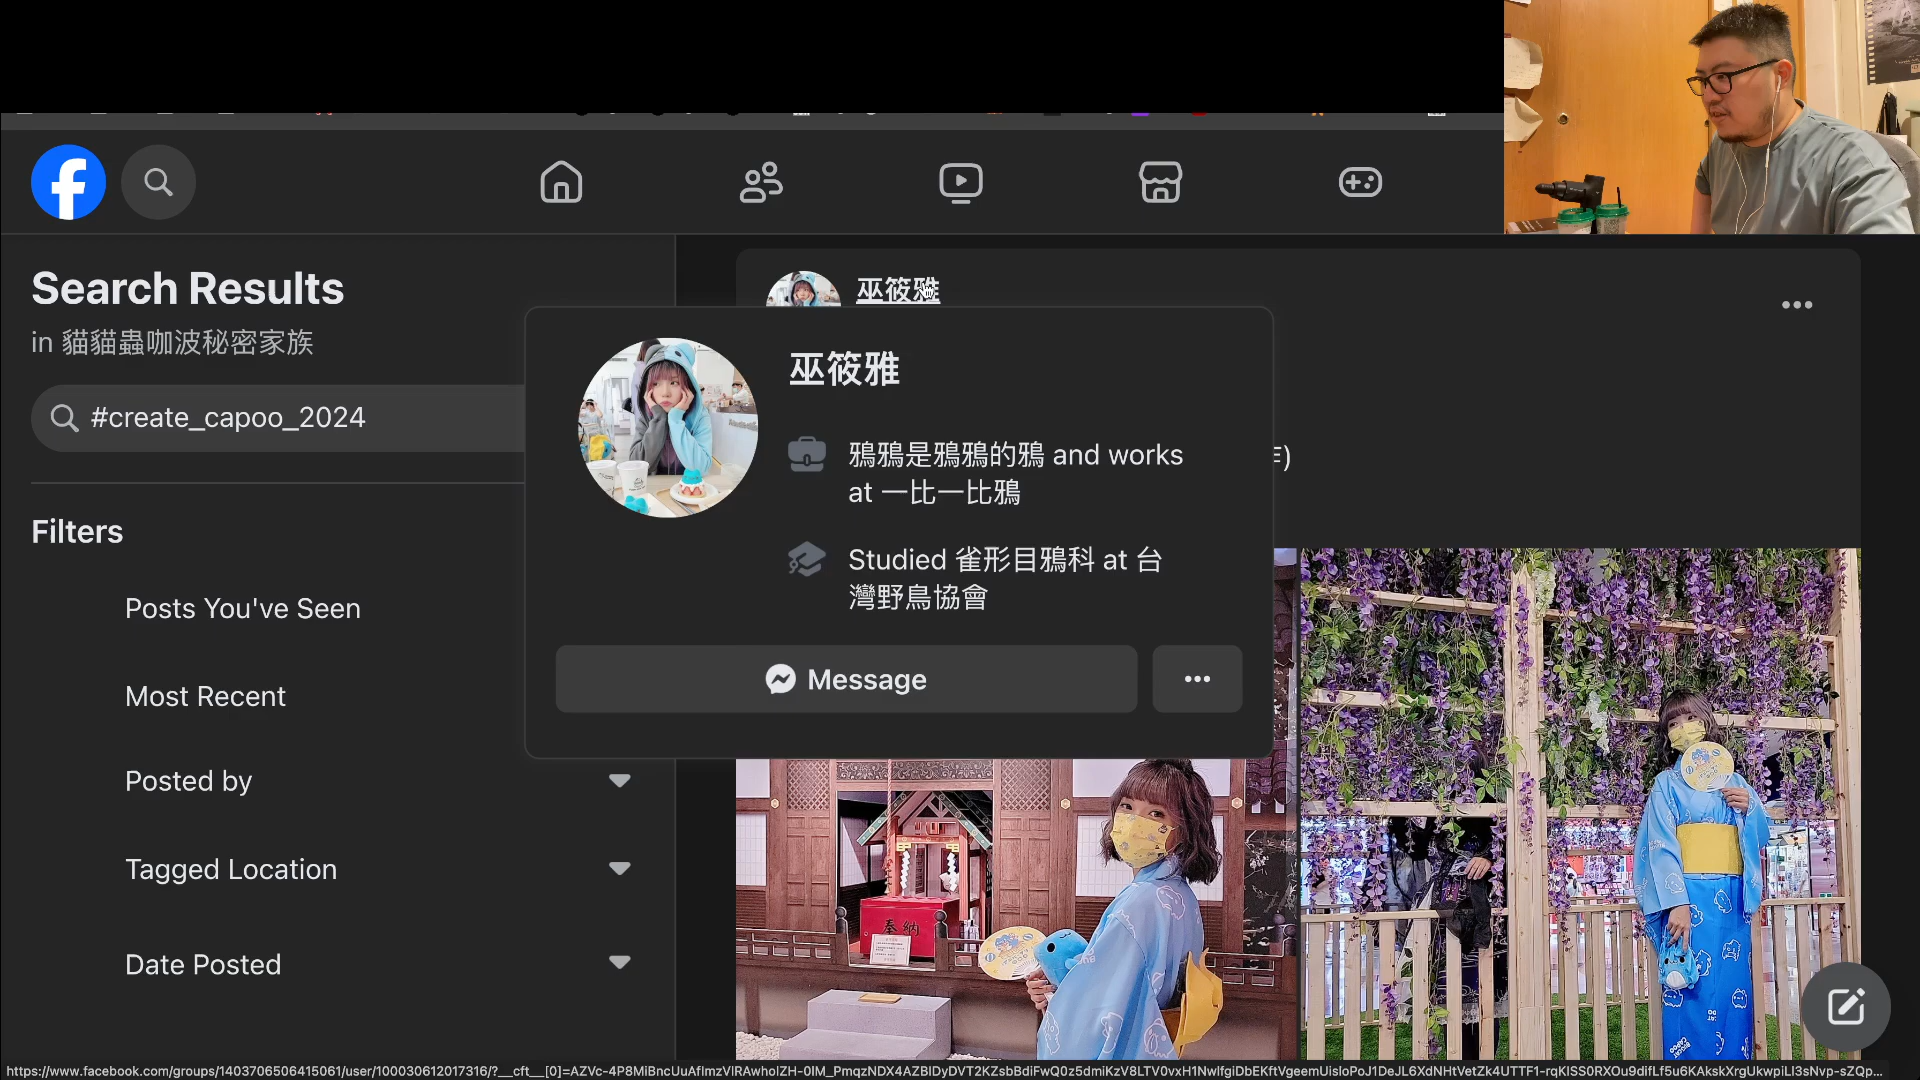 巫筱雅
Search Results
in 貓貓蟲咖波秘密家族
#create_capoo_2024
Filters
Posts You've Seen
Most Recent
Posted by
Tagged Location
Date Posted
巫筱雅
鴉鴉是鴉鴉的鴉 and works
at 一比一比鴉
Studied 雀形目鴉科 at 台
灣野鳥協會
Message
奉納